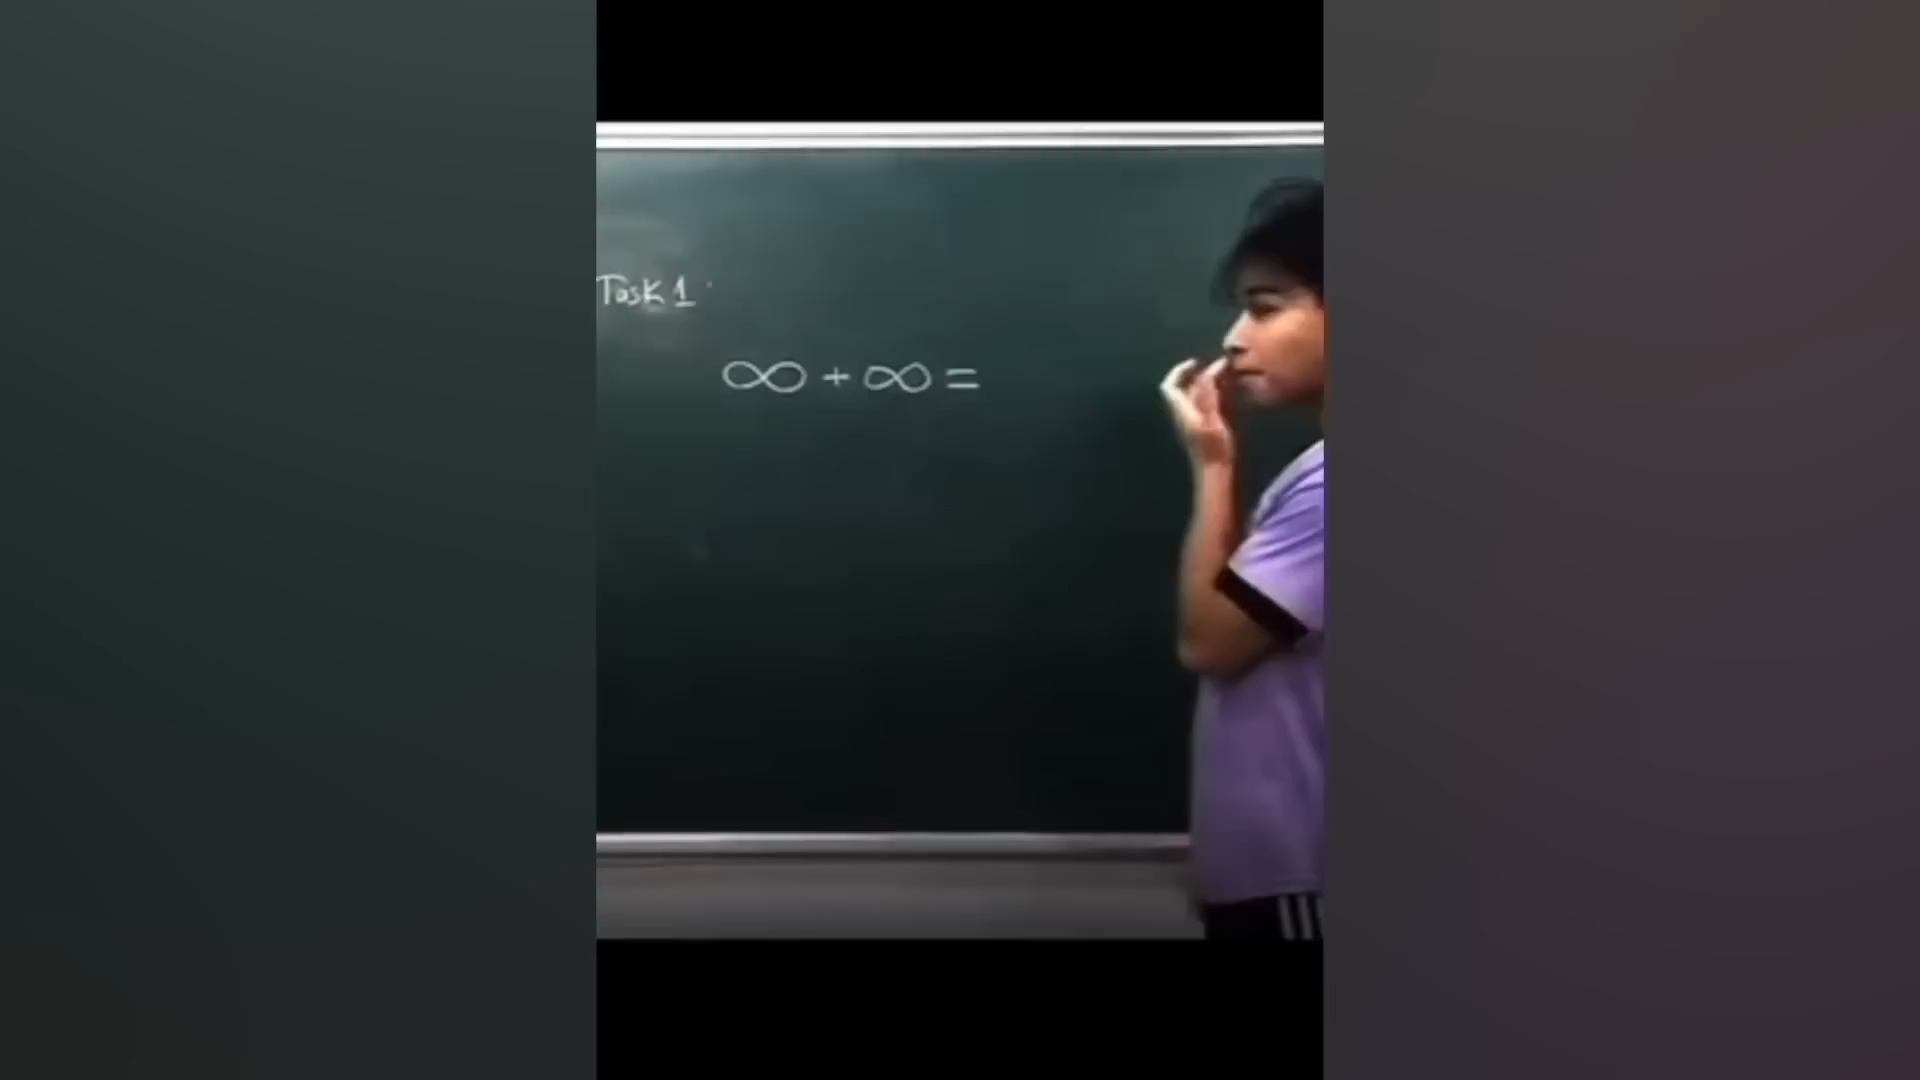 Task 1
∞ + ∞ =